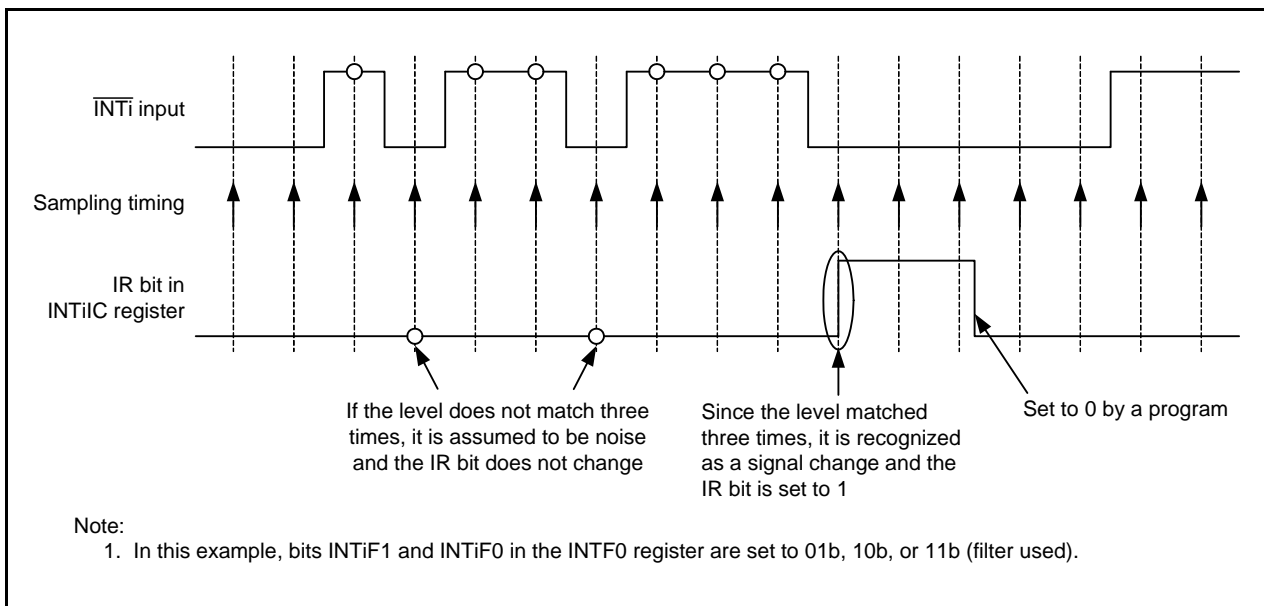 INTi input
Sampling timing
IR bit in
INTiIC register
If the level does not match three
times, it is assumed to be noise
and the IR bit does not change
Since the level matched
three times, it is recognized
as a signal change and the
IR bit is set to 1
Set to 0 by a program
Note:
1. In this example, bits INTiF1 and INTiF0 in the INTF0 register are set to 01b, 10b, or 11b (filter used).